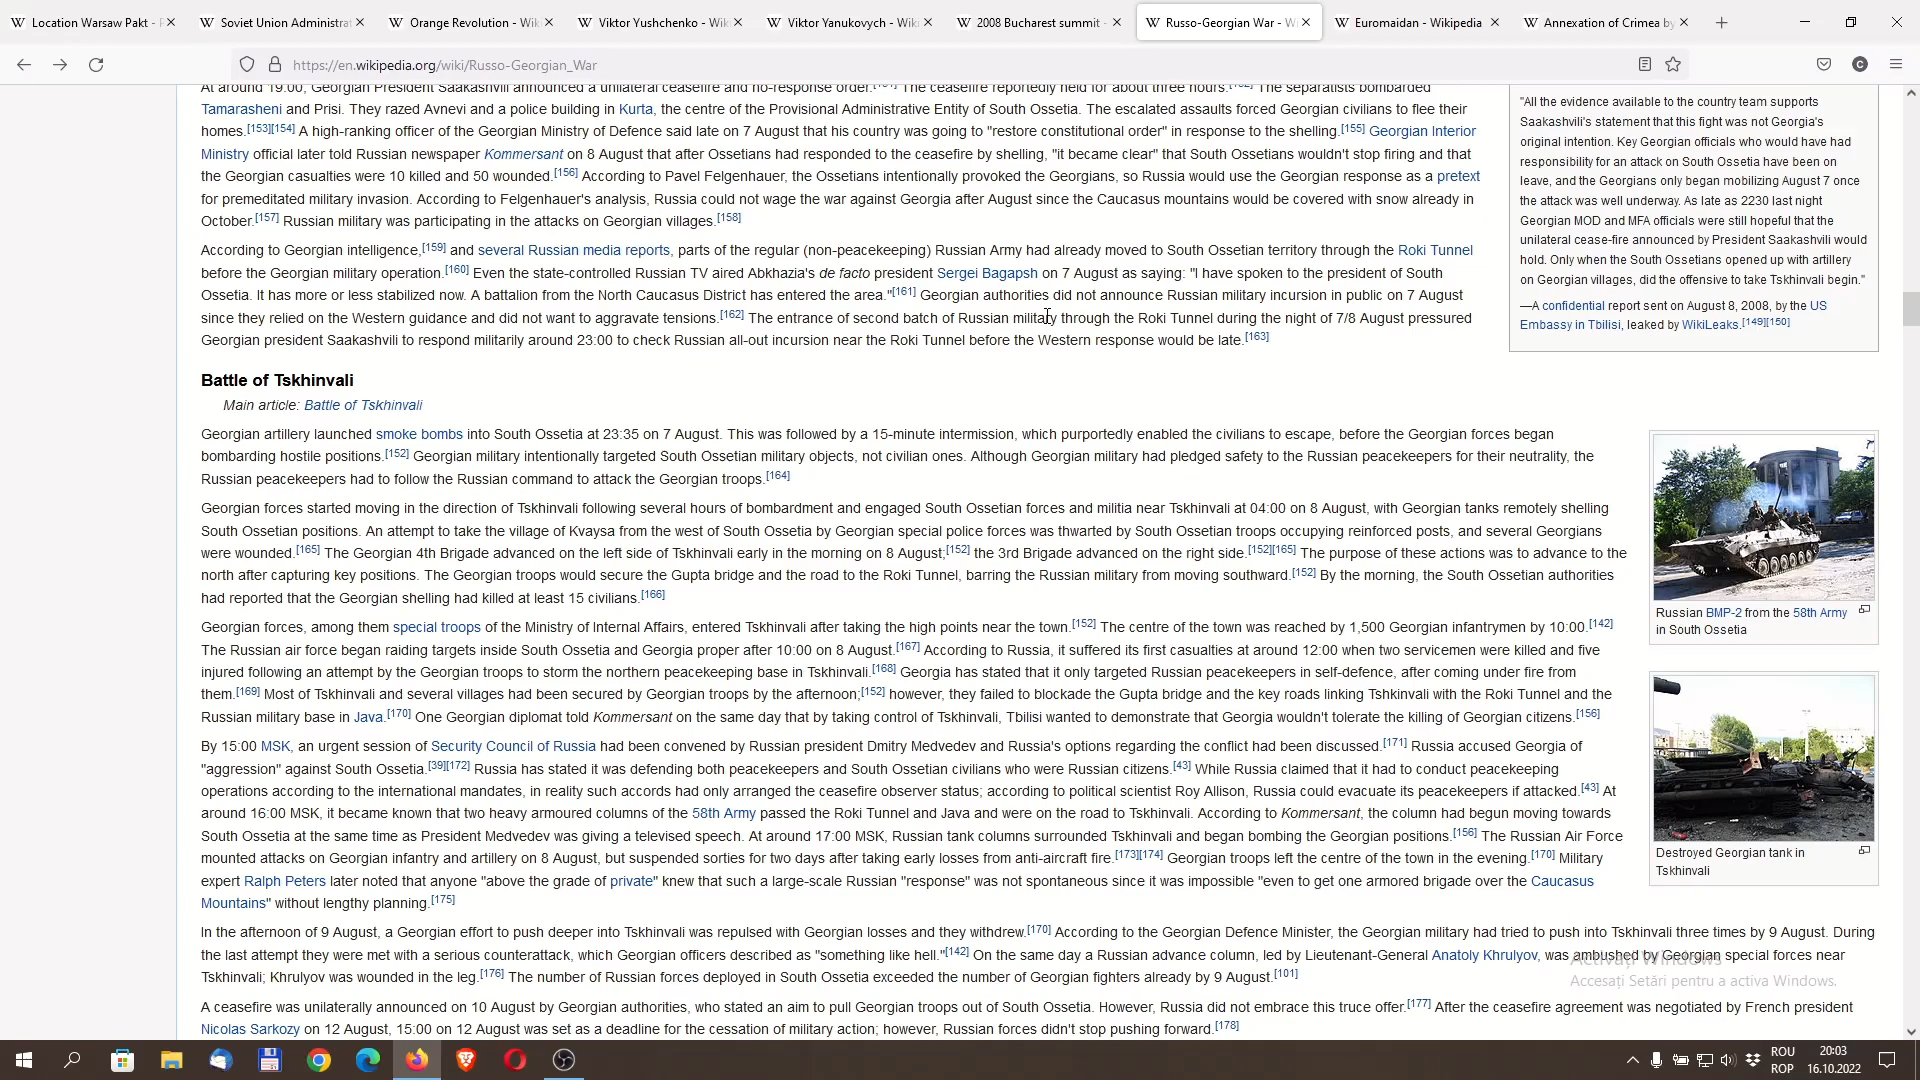 Location Warsaw Pakt - P
Soviet Union Administrat
Orange Revolution - Wik
Viktor Yushchenko - Wiki
Viktor Yanukovych - Wiki
2008 Bucharest summit -
Russo-Georgian War - Wi
Euromaidan - Wikipedia
Annexation of Crimea by
https://en.wikipedia.org/wiki/Russo-Georgian_War
At around 19:00, Georgian President Saakashvili announced a unilateral ceasefire and no-response order.[151] The ceasefire reportedly held for about three hours.[152] The separatists bombarded
Tamarasheni and Prisi. They razed Avnevi and a police building in Kurta, the centre of the Provisional Administrative Entity of South Ossetia. The escalated assaults forced Georgian civilians to flee their
homes.[153][154] A high-ranking officer of the Georgian Ministry of Defence said late on 7 August that his country was going to "restore constitutional order" in response to the shelling.[155] Georgian Interior
Ministry official later told Russian newspaper Kommersant on 8 August that after Ossetians had responded to the ceasefire by shelling, "it became clear" that South Ossetians wouldn't stop firing and that
the Georgian casualties were 10 killed and 50 wounded.[156] According to Pavel Felgenhauer, the Ossetians intentionally provoked the Georgians, so Russia would use the Georgian response as a pretext
for premeditated military invasion. According to Felgenhauer's analysis, Russia could not wage the war against Georgia after August since the Caucasus mountains would be covered with snow already in
October.[157] Russian military was participating in the attacks on Georgian villages.[158]
According to Georgian intelligence,[159] and several Russian media reports, parts of the regular (non-peacekeeping) Russian Army had already moved to South Ossetian territory through the Roki Tunnel
before the Georgian military operation.[160] Even the state-controlled Russian TV aired Abkhazia's de facto president Sergei Bagapsh on 7 August as saying: "I have spoken to the president of South
Ossetia. It has more or less stabilized now. A battalion from the North Caucasus District has entered the area."[161] Georgian authorities did not announce Russian military incursion in public on 7 August
since they relied on the Western guidance and did not want to aggravate tensions.[162] The entrance of second batch of Russian military through the Roki Tunnel during the night of 7/8 August pressured
Georgian president Saakashvili to respond militarily around 23:00 to check Russian all-out incursion near the Roki Tunnel before the Western response would be late.[163]
"All the evidence available to the country team supports
Saakashvili's statement that this fight was not Georgia's
original intention. Key Georgian officials who would have had
responsibility for an attack on South Ossetia have been on
leave, and the Georgians only began mobilizing August 7 once
the attack was well underway. As late as 2230 last night
Georgian MOD and MFA officials were still hopeful that the
unilateral cease-fire announced by President Saakashvili would
hold. Only when the South Ossetians opened up with artillery
on Georgian villages, did the offensive to take Tskhinvali begin."
—A confidential report sent on August 8, 2008, by the US
Embassy in Tbilisi, leaked by WikiLeaks.[149][150]
Battle of Tskhinvali
Main article: Battle of Tskhinvali
Georgian artillery launched smoke bombs into South Ossetia at 23:35 on 7 August. This was followed by a 15-minute intermission, which purportedly enabled the civilians to escape, before the Georgian forces began
bombarding hostile positions.[152] Georgian military intentionally targeted South Ossetian military objects, not civilian ones. Although Georgian military had pledged safety to the Russian peacekeepers for their neutrality, the
Russian peacekeepers had to follow the Russian command to attack the Georgian troops.[164]
Georgian forces started moving in the direction of Tskhinvali following several hours of bombardment and engaged South Ossetian forces and militia near Tskhinvali at 04:00 on 8 August, with Georgian tanks remotely shelling
South Ossetian positions. An attempt to take the village of Kvaysa from the west of South Ossetia by Georgian special police forces was thwarted by South Ossetian troops occupying reinforced posts, and several Georgians
were wounded.[165] The Georgian 4th Brigade advanced on the left side of Tskhinvali early in the morning on 8 August;[152] the 3rd Brigade advanced on the right side.[152][165] The purpose of these actions was to advance to the
north after capturing key positions. The Georgian troops would secure the Gupta bridge and the road to the Roki Tunnel, barring the Russian military from moving southward.[152] By the morning, the South Ossetian authorities
had reported that the Georgian shelling had killed at least 15 civilians.[166]
Russian BMP-2 from the 58th Army
in South Ossetia
Georgian forces, among them special troops of the Ministry of Internal Affairs, entered Tskhinvali after taking the high points near the town.[152] The centre of the town was reached by 1,500 Georgian infantrymen by 10:00.[142]
The Russian air force began raiding targets inside South Ossetia and Georgia proper after 10:00 on 8 August.[167] According to Russia, it suffered its first casualties at around 12:00 when two servicemen were killed and five
injured following an attempt by the Georgian troops to storm the northern peacekeeping base in Tskhinvali.[168] Georgia has stated that it only targeted Russian peacekeepers in self-defence, after coming under fire from
them.[169] Most of Tskhinvali and several villages had been secured by Georgian troops by the afternoon;[152] however, they failed to blockade the Gupta bridge and the key roads linking Tshkinvali with the Roki Tunnel and the
Russian military base in Java.[170] One Georgian diplomat told Kommersant on the same day that by taking control of Tskhinvali, Tbilisi wanted to demonstrate that Georgia wouldn't tolerate the killing of Georgian citizens.[156]
By 15:00 MSK, an urgent session of Security Council of Russia had been convened by Russian president Dmitry Medvedev and Russia's options regarding the conflict had been discussed.[171] Russia accused Georgia of
"aggression" against South Ossetia.[39][172] Russia has stated it was defending both peacekeepers and South Ossetian civilians who were Russian citizens.[43] While Russia claimed that it had to conduct peacekeeping
operations according to the international mandates, in reality such accords had only arranged the ceasefire observer status; according to political scientist Roy Allison, Russia could evacuate its peacekeepers if attacked.[43] At
around 16:00 MSK, it became known that two heavy armoured columns of the 58th Army passed the Roki Tunnel and Java and were on the road to Tskhinvali. According to Kommersant, the column had begun moving towards
South Ossetia at the same time as President Medvedev was giving a televised speech. At around 17:00 MSK, Russian tank columns surrounded Tskhinvali and began bombing the Georgian positions.[156] The Russian Air Force
mounted attacks on Georgian infantry and artillery on 8 August, but suspended sorties for two days after taking early losses from anti-aircraft fire.[173][174] Georgian troops left the centre of the town in the evening.[170] Military
expert Ralph Peters later noted that anyone "above the grade of private" knew that such a large-scale Russian "response" was not spontaneous since it was impossible "even to get one armored brigade over the Caucasus
Mountains" without lengthy planning.[175]
Destroyed Georgian tank in
Tskhinvali
In the afternoon of 9 August, a Georgian effort to push deeper into Tskhinvali was repulsed with Georgian losses and they withdrew.[170] According to the Georgian Defence Minister, the Georgian military had tried to push into Tskhinvali three times by 9 August. During
the last attempt they were met with a serious counterattack, which Georgian officers described as "something like hell."[142] On the same day a Russian advance column, led by Lieutenant-General Anatoly Khrulyov, was ambushed by Georgian special forces near
Tskhinvali; Khrulyov was wounded in the leg.[176] The number of Russian forces deployed in South Ossetia exceeded the number of Georgian fighters already by 9 August.[101]
Activați Windows
Accesați Setări pentru a activa Windows.
A ceasefire was unilaterally announced on 10 August by Georgian authorities, who stated an aim to pull Georgian troops out of South Ossetia. However, Russia did not embrace this truce offer.[177] After the ceasefire agreement was negotiated by French president
Nicolas Sarkozy on 12 August, 15:00 on 12 August was set as a deadline for the cessation of military action; however, Russian forces didn't stop pushing forward.[178]
ROU
ROP
20:03
16.10.2022